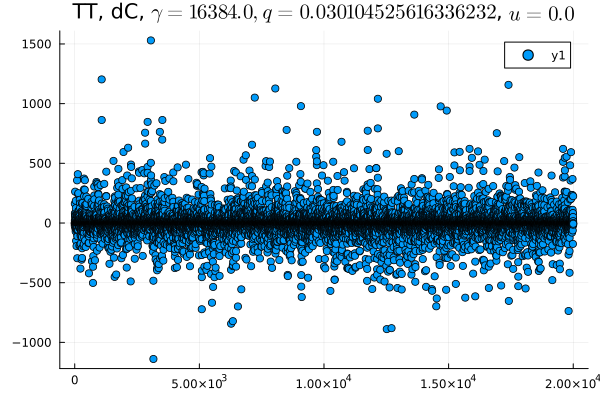 TT, dC, γ = 16384.0, q = 0.030104525616336232, u = 0.0
y1
1500
1000
500
0
−500
−1000
0 5.00×10³ 1.00×10⁴ 1.50×10⁴ 2.00×10⁴